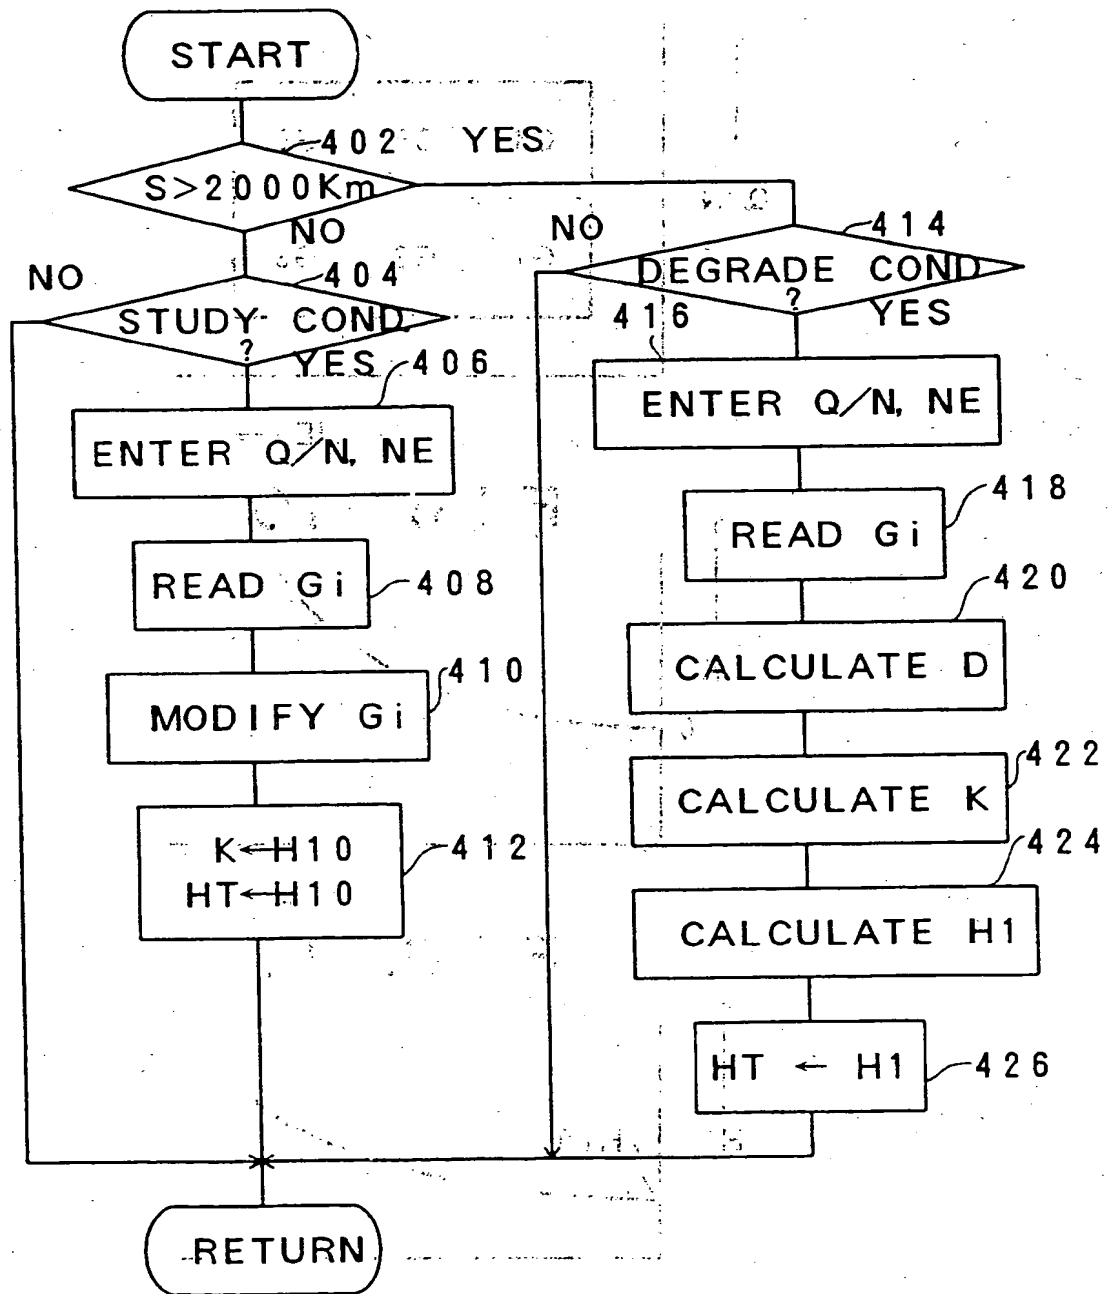 START
402
YES
S>2000Km
NO
404
NO
STUDY COND.
?
YES
406
ENTER Q/N, NE
READ Gi
408
MODIFY Gi
410
K←H10
HT←H10
412
414
NO
DEGRADE COND
?
YES
416
ENTER Q/N, NE
READ Gi
418
CALCULATE D
420
CALCULATE K
422
CALCULATE H1
424
HT ← H1
426
RETURN